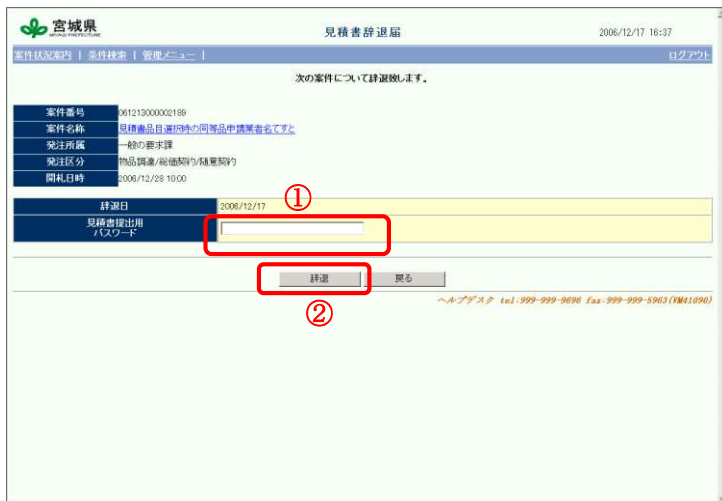 宮城県
MIYAGI PREFECTURE
見積書辞退届
2006/12/17 16:37
案件状況案内 | 条件検索 | 管理メニュー |
ログアウト
次の案件について辞退致します。
案件番号 061213000002189
案件名称 見積書品目選択時の同等品申請業者名てすと
発注所属 一般の要求課
発注区分 物品調達/総価契約/随意契約
開札日時 2006/12/28 10:00
①
辞退日 2006/12/17
見積書提出用
パスワード
辞退 戻る
②
ヘルプデスク tel:999-999-9696 fax:999-999-5963(VM41090)